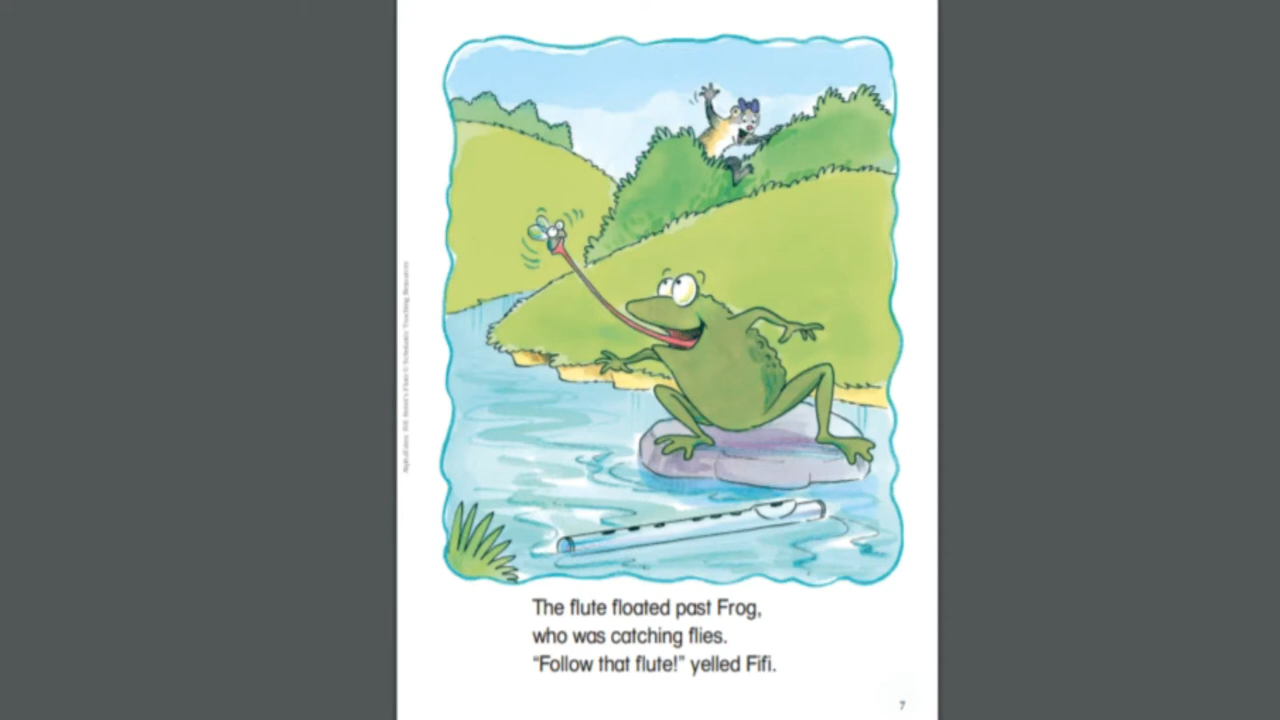 The flute floated past Frog,
who was catching flies.
“Follow that flute!” yelled Fifi.
7